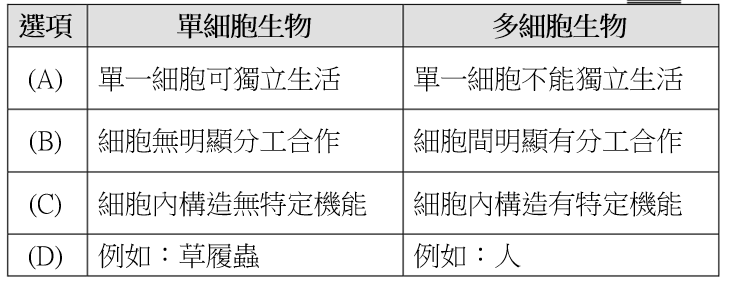 選項 單細胞生物 多細胞生物
(A) 單一細胞可獨立生活 單一細胞不能獨立生活
(B) 細胞無明顯分工合作 細胞間明顯有分工合作
(C) 細胞內構造無特定機能 細胞內構造有特定機能
(D) 例如：草履蟲 例如：人